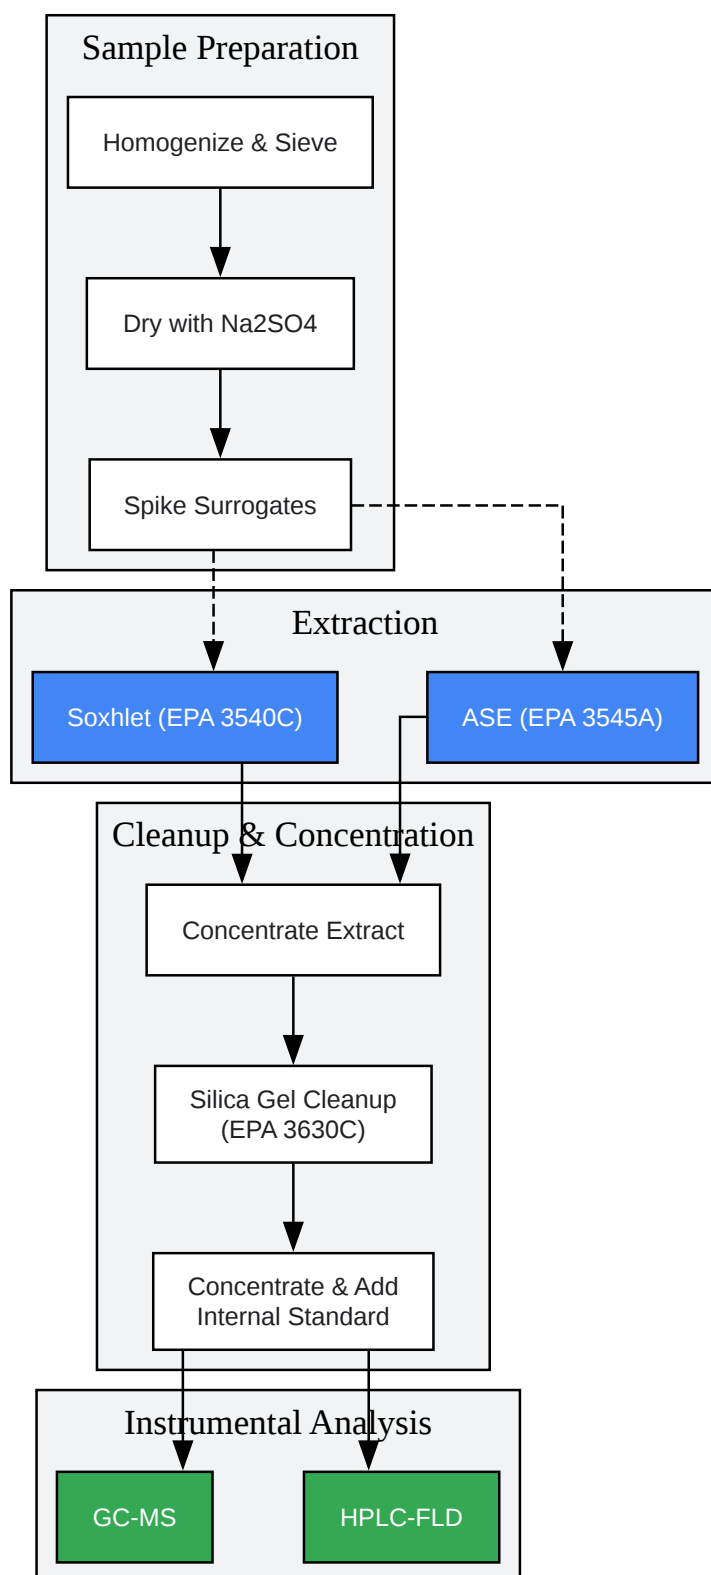 Sample Preparation
Homogenize & Sieve
Dry with Na2SO4
Spike Surrogates
Extraction
Soxhlet (EPA 3540C)
ASE (EPA 3545A)
Cleanup & Concentration
Concentrate Extract
Silica Gel Cleanup
(EPA 3630C)
Concentrate & Add
Internal Standard
Instrumental Analysis
GC-MS
HPLC-FLD